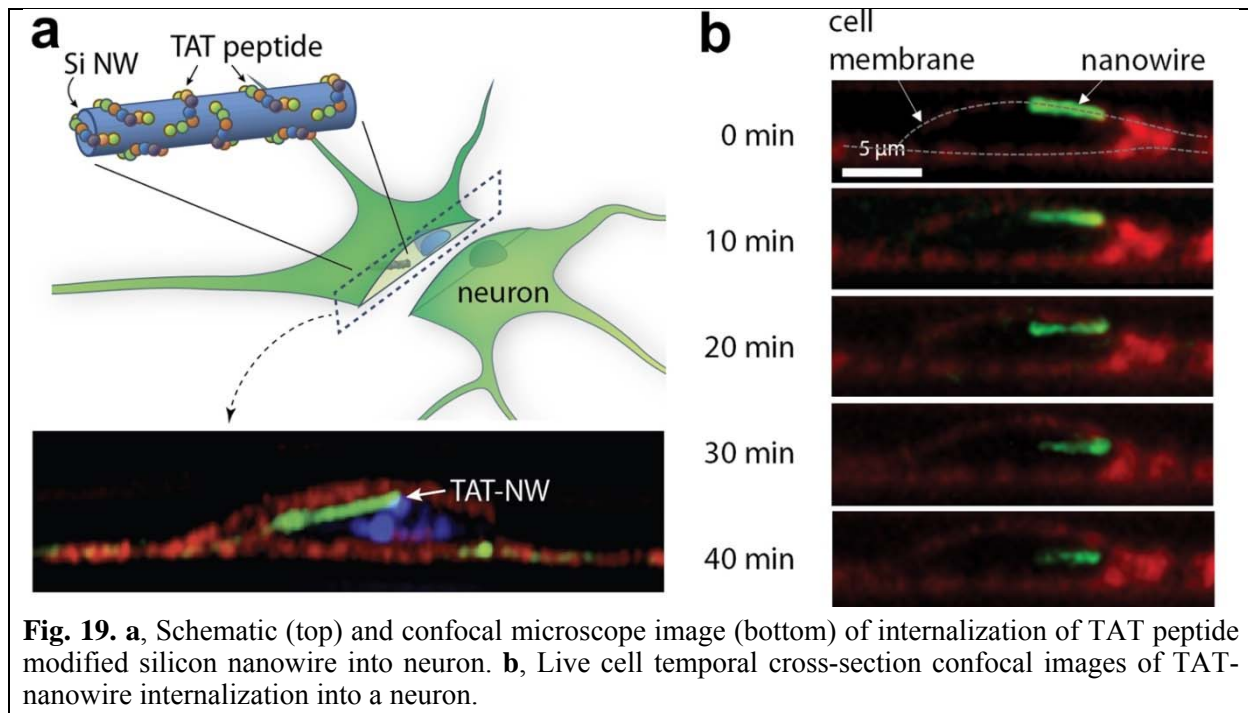 a
Si NW
TAT peptide
neuron
TAT-NW
b
cell
membrane
nanowire
0 min
5 µm
10 min
20 min
30 min
40 min
Fig. 19. a, Schematic (top) and confocal microscope image (bottom) of internalization of TAT peptide
modified silicon nanowire into neuron. b, Live cell temporal cross-section confocal images of TAT-
nanowire internalization into a neuron.